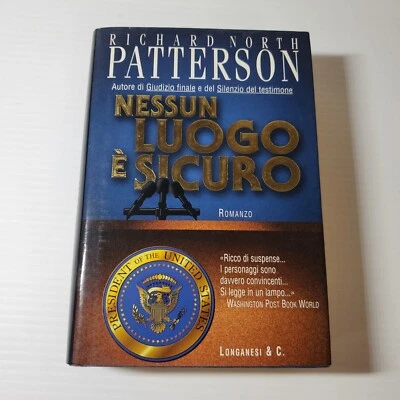 RICHARD NORTH
PATTERSON
Autore di Giudizio finale e del Silenzio del testimone
NESSUN
LUOGO
È SICURO
ROMANZO
«Ricco di suspense...
I personaggi sono
davvero convincenti...
Si legge in un lampo...»
WASHINGTON POST BOOK WORLD
PRESIDENT OF THE UNITED STATES
LONGANESI & C.